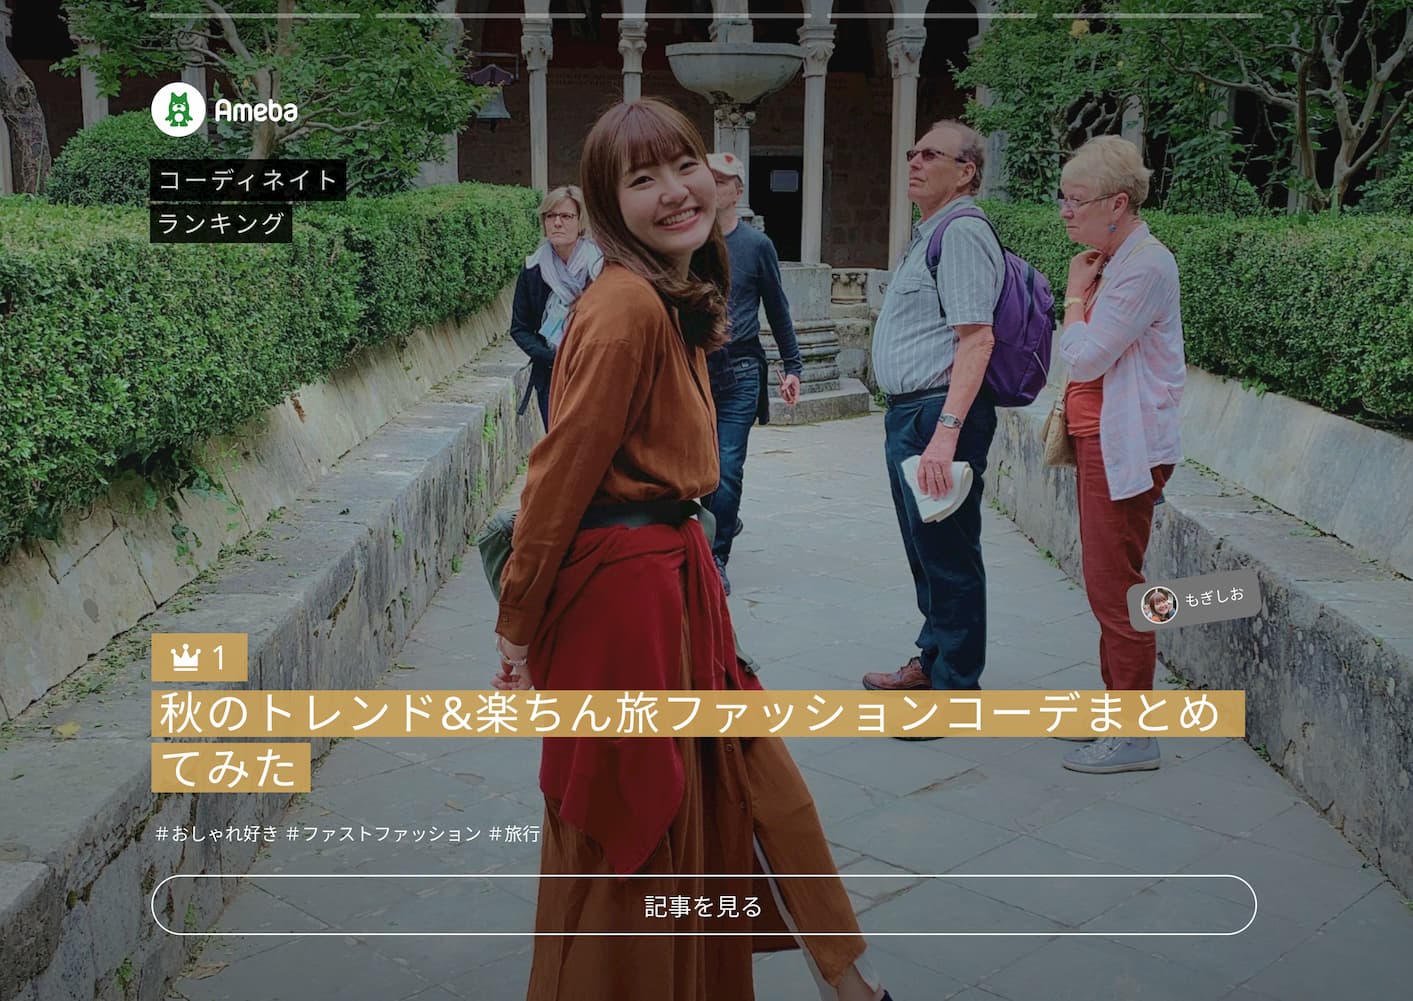 Ameba
コーディネイト
ランキング
もぎしお
1
秋のトレンド&楽ちん旅ファッションコーデまとめ
てみた
#おしゃれ好き #ファストファッション #旅行
記事を見る